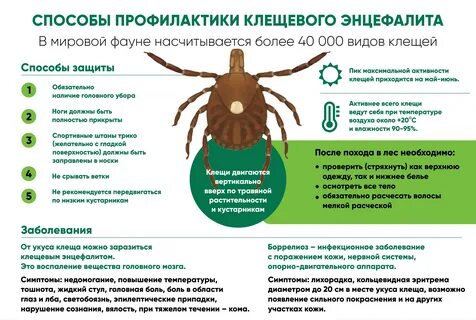 СПОСОБЫ ПРОФИЛАКТИКИ КЛЕЩЕВОГО ЭНЦЕФАЛИТА
В мировой фауне насчитывается более 40 000 видов клещей
Способы защиты
1 Обязательно
наличие головного убора
2 Ноги должны быть
полностью прикрыты
3 Спортивные штаны трико
(желательно с гладкой
поверхностью) должны быть
заправлены в носки
4 Не срывать ветки
5 Не рекомендуется передвигаться
по низким кустарникам
Клещи двигаются
вертикально
вверх по травяной
растительности
и кустарникам
Пик максимальной активности
клещей приходится на май-июнь.
Активнее всего клещи
ведут себя при температуре
воздуха около +20°C
и влажности 90-95%.
После похода в лес необходимо:
• проверить (стряхнуть) как верхнюю
одежду, так и нижнее белье
• осмотреть все тело
• обязательно расчесать волосы
мелкой расческой
Заболевания
От укуса клеща можно заразиться
клещевым энцефалитом.
Это воспаление вещества головного мозга.
Симптомы: недомогание, повышение температуры,
тошнота, жидкий стул, головная боль, боль в области
глаз и лба, светобоязнь, эпилептические припадки,
нарушение сознания, вялость, при тяжелом течении – кома.
Боррелиоз – инфекционное заболевание
с поражением кожи, нервной системы,
опорно-двигательного аппарата.
Симптомы: лихорадка, кольцевидная эритрема
диаметром до 20 см в месте укуса клеща, возможно
появление сильного покраснения и на других
участках кожи.